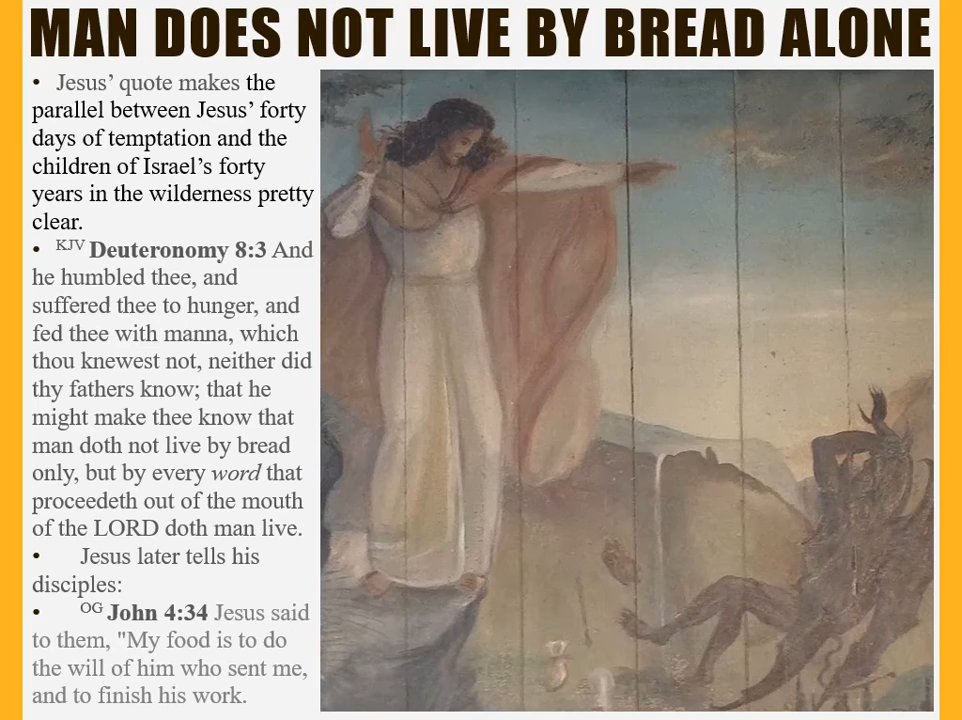 MAN DOES NOT LIVE BY BREAD ALONE
• Jesus’ quote makes the
parallel between Jesus’ forty
days of temptation and the
children of Israel’s forty
years in the wilderness pretty
clear.
• KJV Deuteronomy 8:3 And
he humbled thee, and
suffered thee to hunger, and
fed thee with manna, which
thou knewest not, neither did
thy fathers know; that he
might make thee know that
man doth not live by bread
only, but by every word that
proceedeth out of the mouth
of the LORD doth man live.
• Jesus later tells his
disciples:
• OG John 4:34 Jesus said
to them, "My food is to do
the will of him who sent me,
and to finish his work.